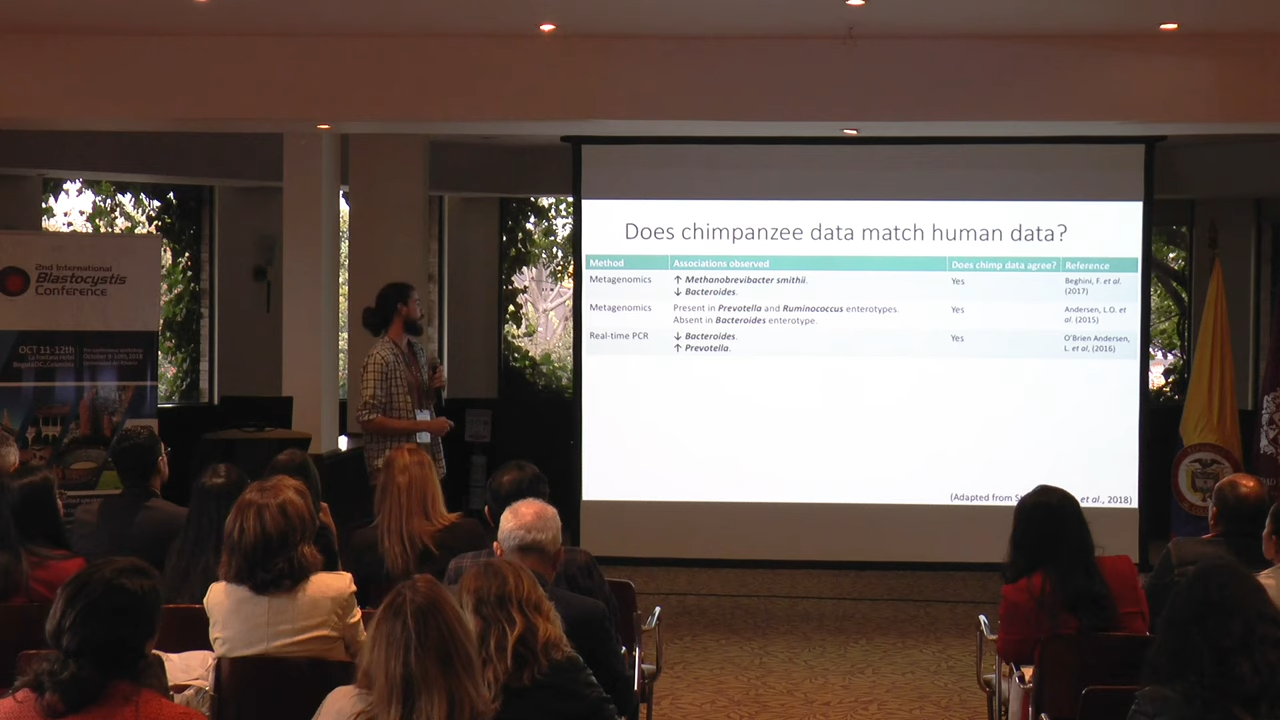 2nd International
Blastocystis
Conference
OCT 11-12th
Does chimpanzee data match human data?
Method Associations observed Does chimp data agree? Reference
Metagenomics ↑ Methanobrevibacter smithii. Yes Beghini, F. et al.
↓ Bacteroides. (2017)
Metagenomics Present in Prevotella and Ruminococcus enterotypes. Yes Andersen, L.O. et
Absent in Bacteroides enterotype. al. (2015)
Real-time PCR ↓ Bacteroides. Yes O'Brien Andersen,
↑ Prevotella. L. et al, (2016)
(Adapted from et al., 2018)